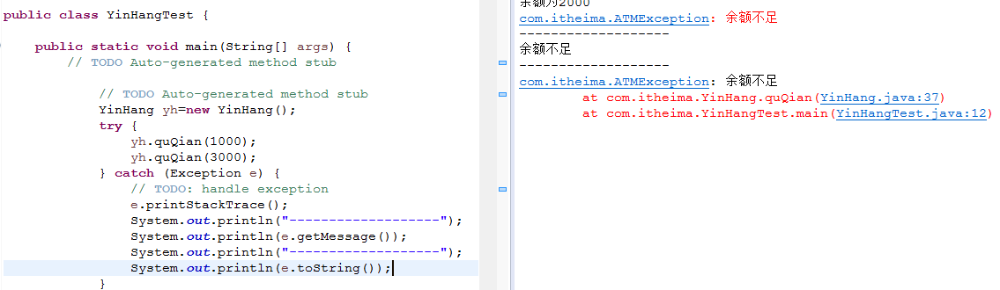 public class YinHangTest {
public static void main(String[] args) {
// TODO Auto-generated method stub
// TODO Auto-generated method stub
YinHang yh=new YinHang();
try {
yh.quQian(1000);
yh.quQian(3000);
} catch (Exception e) {
// TODO: handle exception
e.printStackTrace();
System.out.println("-------------------");
System.out.println(e.getMessage());
System.out.println("-------------------");
System.out.println(e.toString());
}
余额为2000
com.itheima.ATMException: 余额不足
-------------------
余额不足
-------------------
com.itheima.ATMException: 余额不足
at com.itheima.YinHang.quQian(YinHang.java:37)
at com.itheima.YinHangTest.main(YinHangTest.java:12)